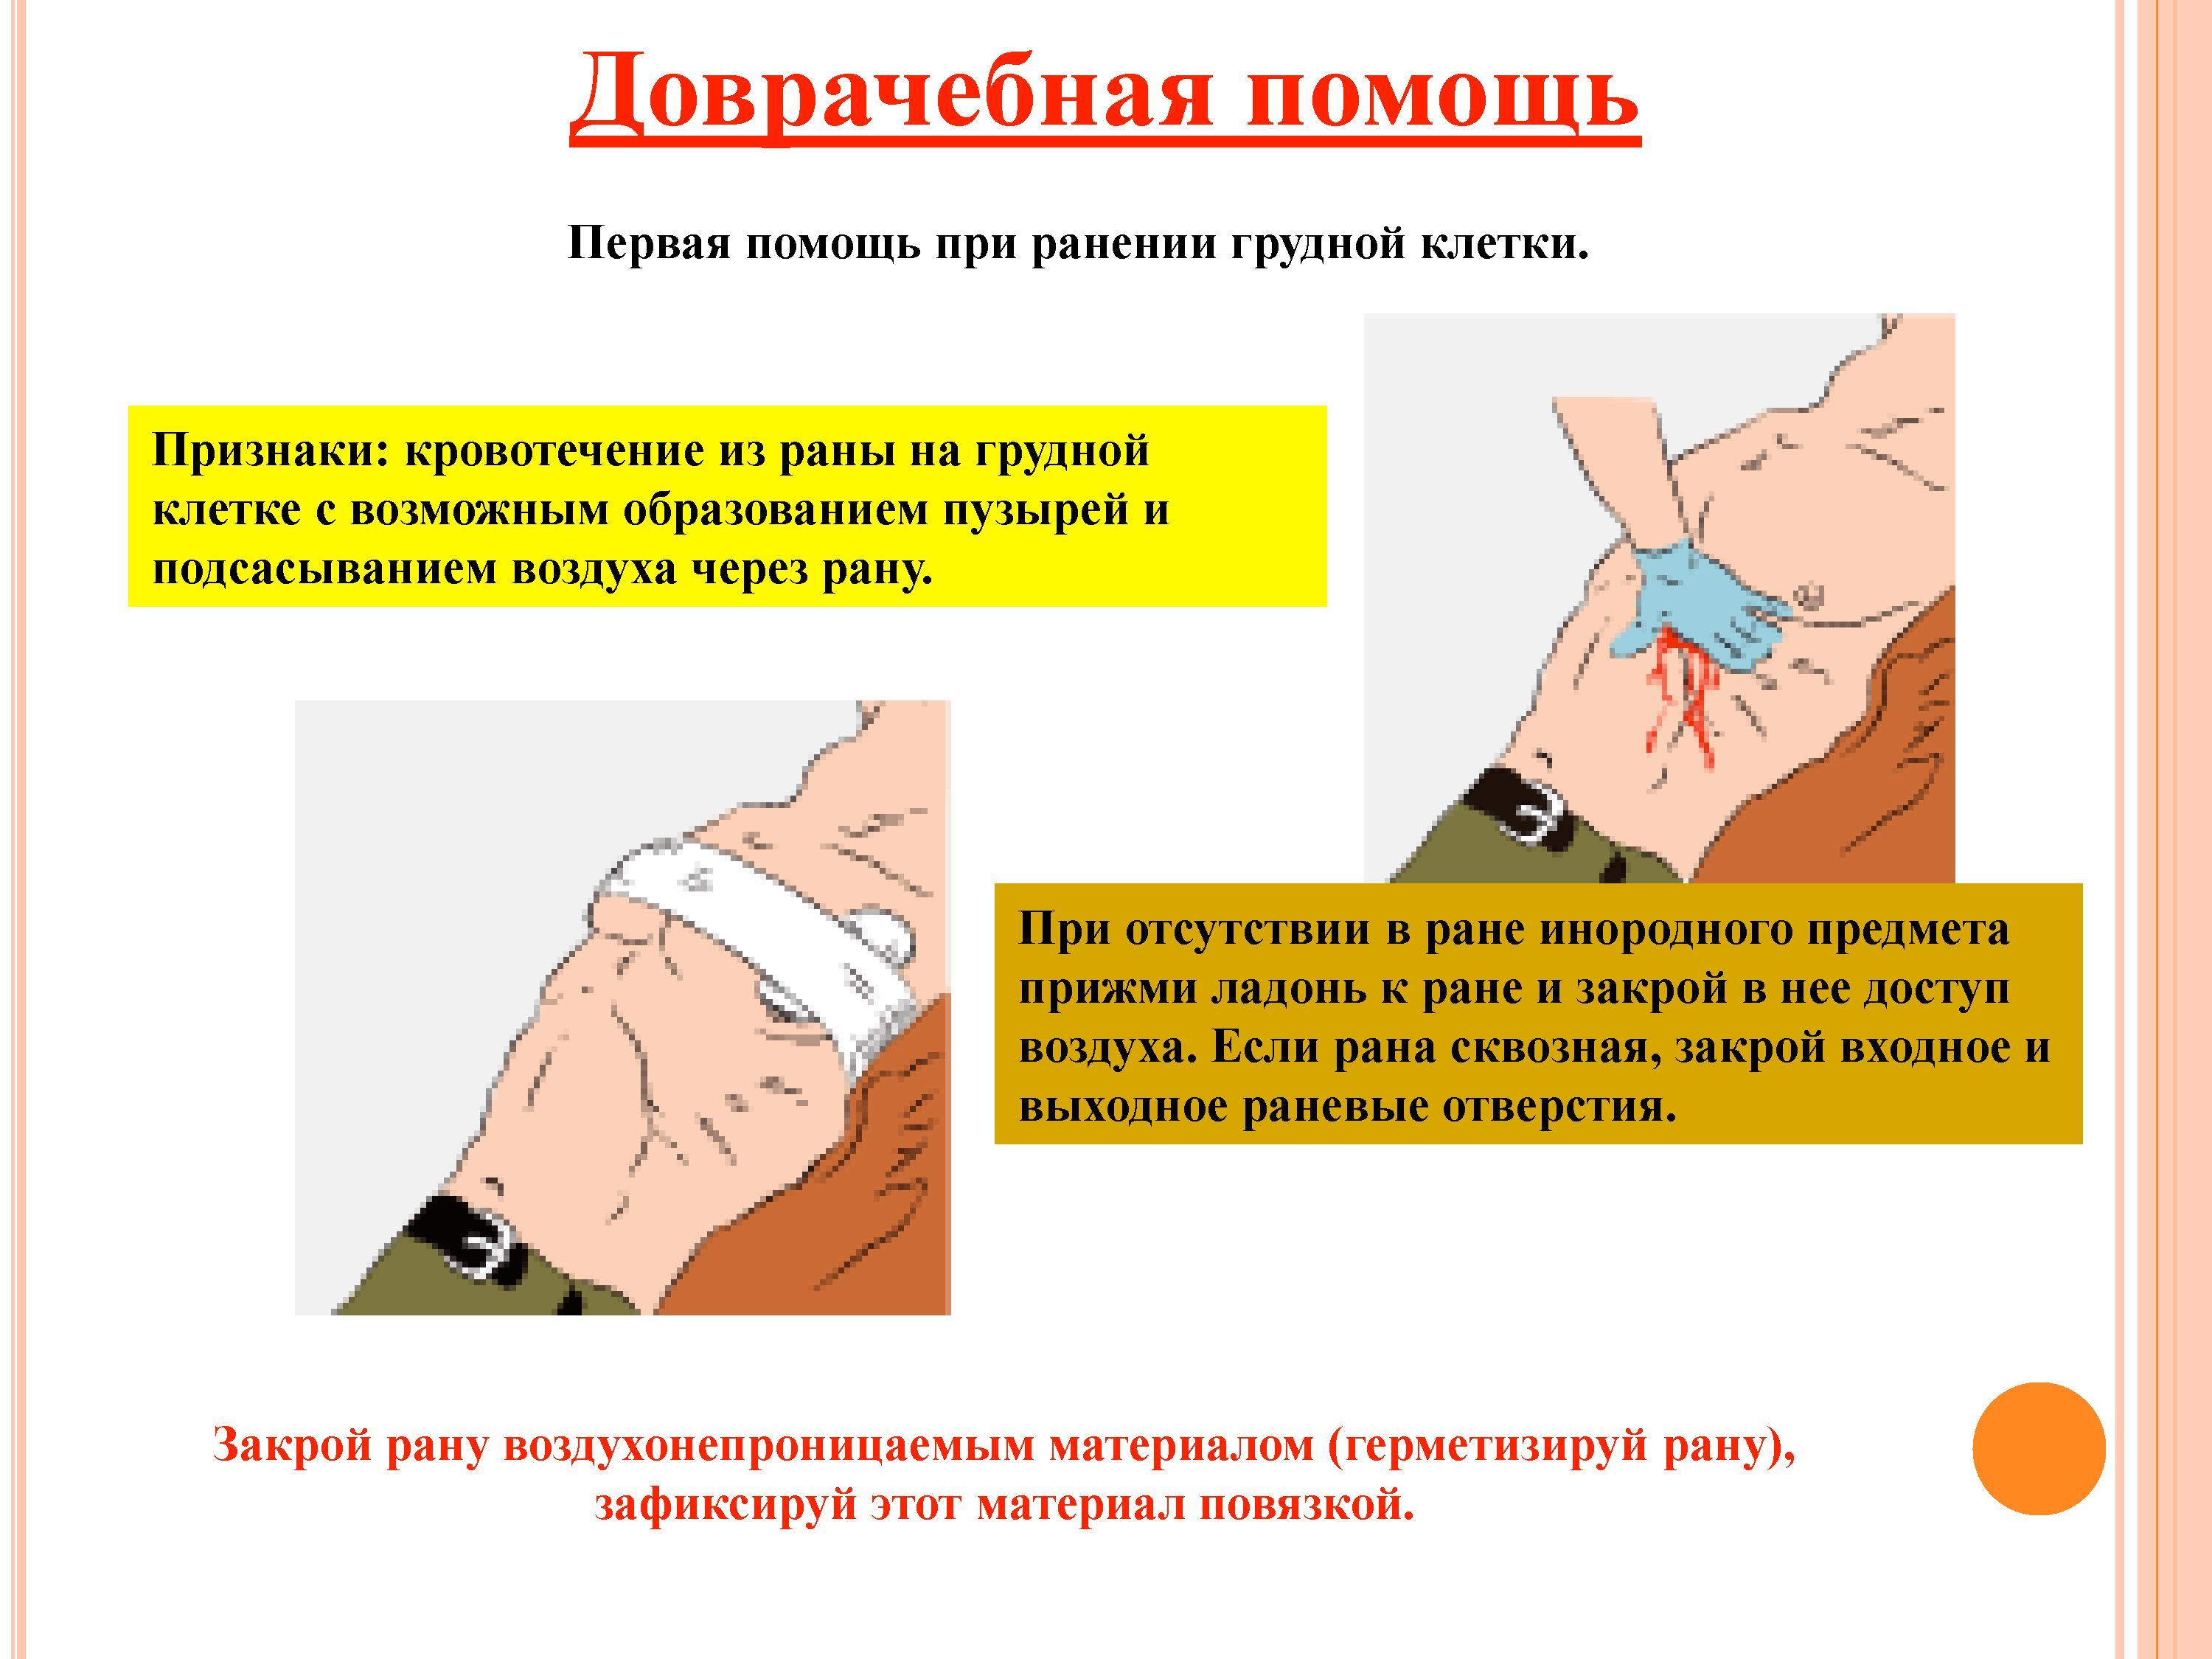 Доврачебная помощь
Первая помощь при ранении грудной клетки.
Признаки: кровотечение из раны на грудной
клетке с возможным образованием пузырей и
подсасыванием воздуха через рану.
При отсутствии в ране инородного предмета
прижми ладонь к ране и закрой в нее доступ
воздуха. Если рана сквозная, закрой входное и
выходное раневые отверстия.
Закрой рану воздухонепроницаемым материалом (герметизируй рану),
зафиксируй этот материал повязкой.